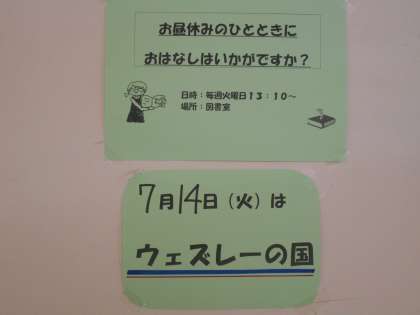 お昼休みのひとときに
おはなしはいかがですか？
日時：毎週火曜日１３：１０～
場所：図書室
7月14日（火）は
ウェズレーの国